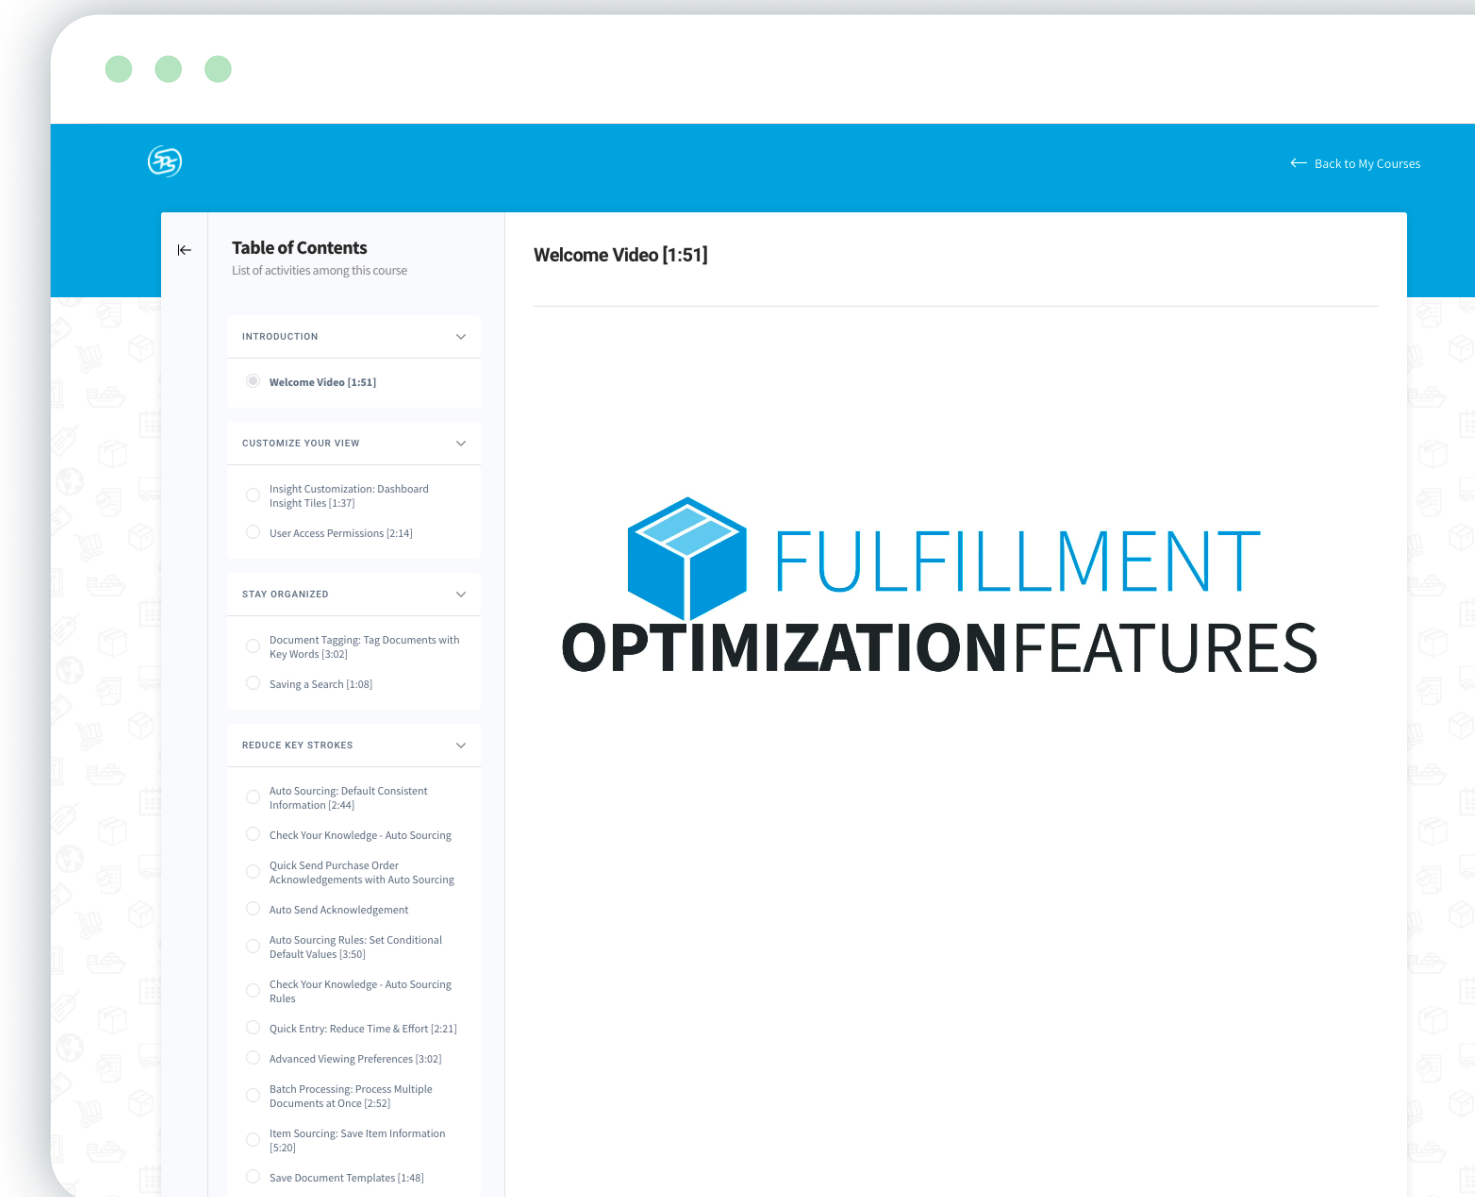 SPS
← Back to My Courses
Table of Contents
List of activities among this course
INTRODUCTION
Welcome Video [1:51]
CUSTOMIZE YOUR VIEW
Insight Customization: Dashboard
Insight Tiles [1:37]
User Access Permissions [2:14]
STAY ORGANIZED
Document Tagging: Tag Documents with
Key Words [3:02]
Saving a Search [1:08]
REDUCE KEY STROKES
Auto Sourcing: Default Consistent
Information [2:44]
Check Your Knowledge - Auto Sourcing
Quick Send Purchase Order
Acknowledgements with Auto Sourcing
Auto Send Acknowledgement
Auto Sourcing Rules: Set Conditional
Default Values [3:50]
Check Your Knowledge - Auto Sourcing
Rules
Quick Entry: Reduce Time & Effort [2:21]
Advanced Viewing Preferences [3:02]
Batch Processing: Process Multiple
Documents at Once [2:52]
Item Sourcing: Save Item Information
[5:20]
Save Document Templates [1:48]
Welcome Video [1:51]
FULFILLMENT
OPTIMIZATIONFEATURES